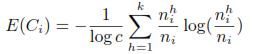 E(C_i) = -\frac{1}{\log c} \sum_{h=1}^{k} \frac{n_i^h}{n_i} \log(\frac{n_i^h}{n_i})